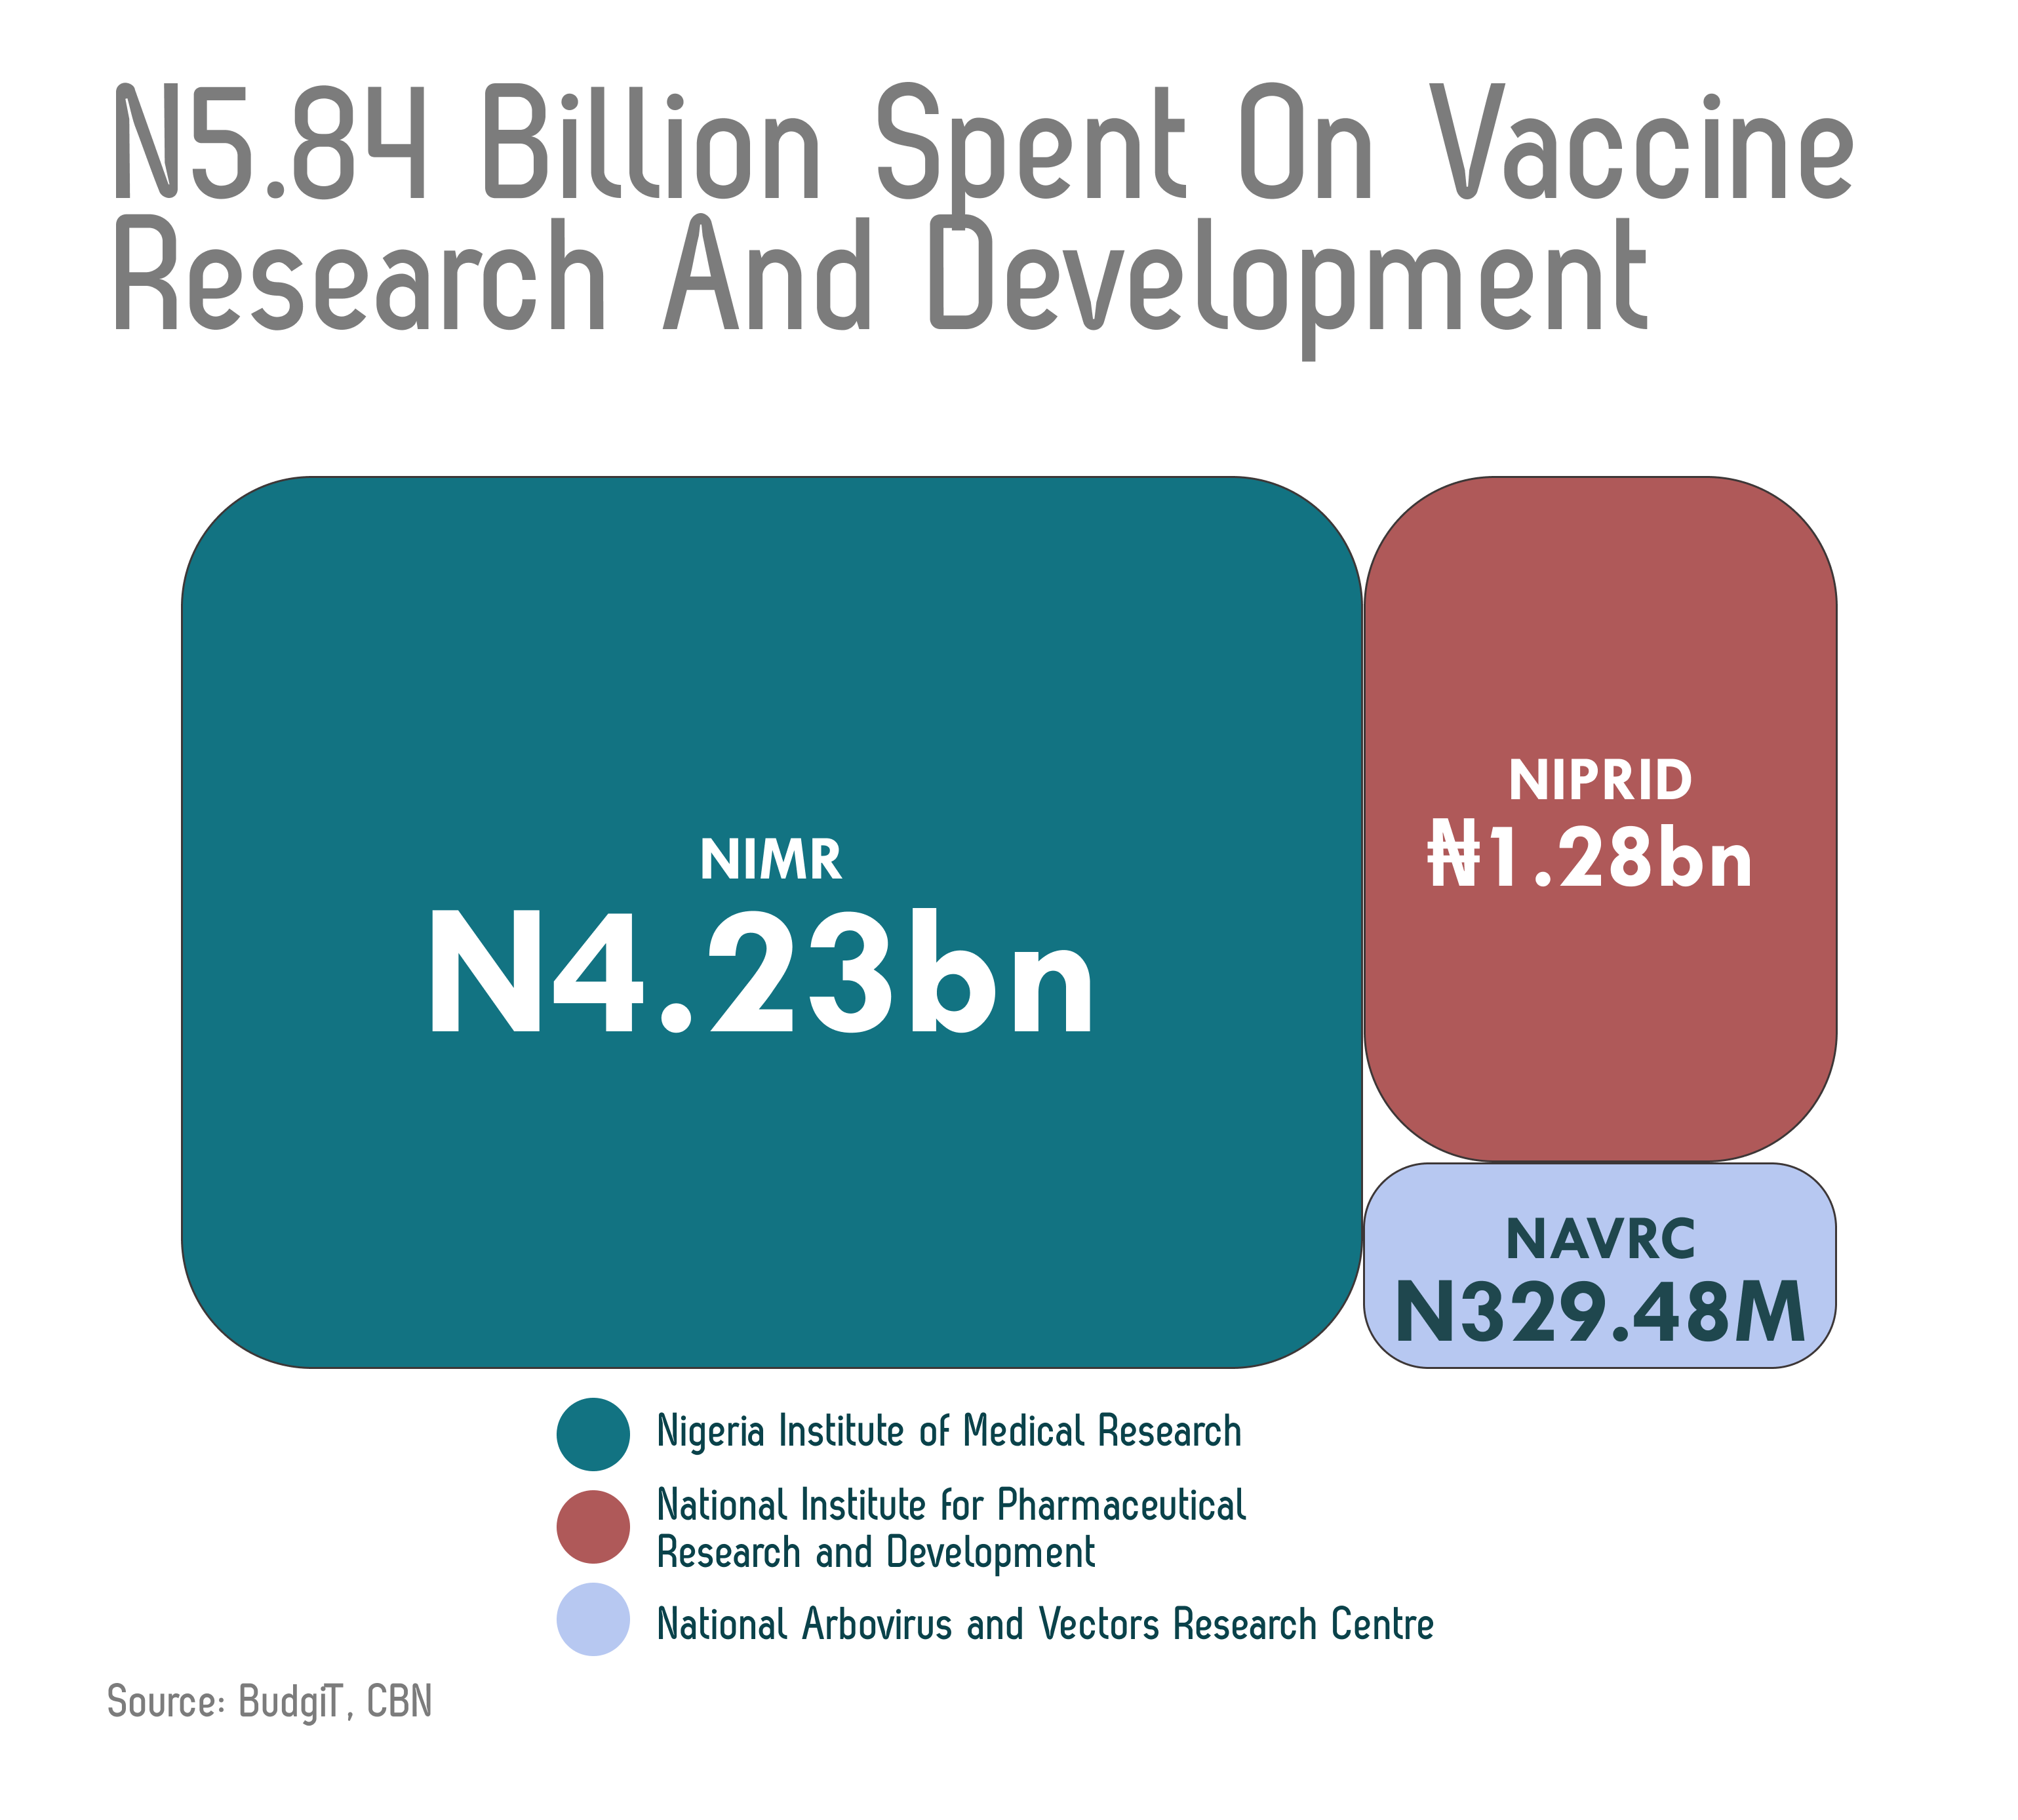 N5.84 Billion Spent On Vaccine
Research And Development
NIMR
N4.23bn
NIPRID
₦1.28bn
NAVRC
N329.48M
Nigeria Institute of Medical Research
National Institute for Pharmaceutical
Research and Development
National Arbovirus and Vectors Research Centre
Source: BudgiT, CBN